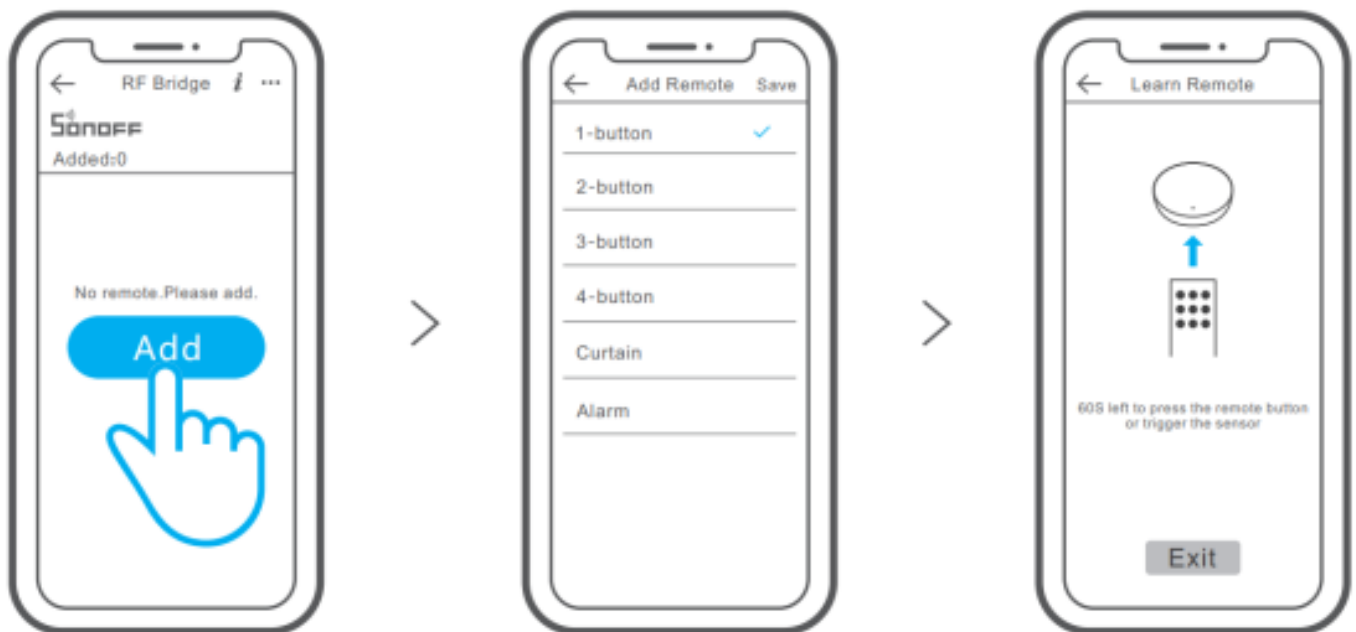 RF Bridge i ...
SONOFF
Added:0
No remote.Please add.
Add
Add Remote Save
1-button
2-button
3-button
4-button
Curtain
Alarm
Learn Remote
60S left to press the remote button
or trigger the sensor
Exit